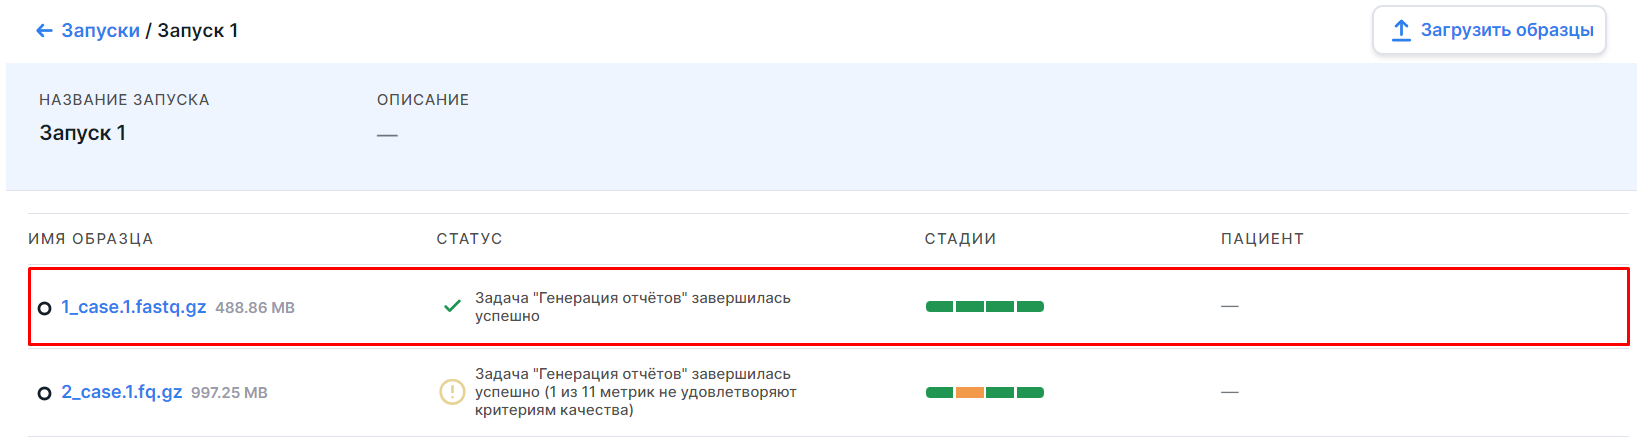 Запуски / Запуск 1
Загрузить образцы
НАЗВАНИЕ ЗАПУСКА ОПИСАНИЕ
Запуск 1 —
ИМЯ ОБРАЗЦА СТАТУС СТАДИИ ПАЦИЕНТ
1_case.1.fastq.gz 488.86 MB
Задача "Генерация отчётов" завершилась
успешно
—
2_case.1.fq.gz 997.25 MB
Задача "Генерация отчётов" завершилась
успешно (1 из 11 метрик не удовлетворяют
критериям качества)
—